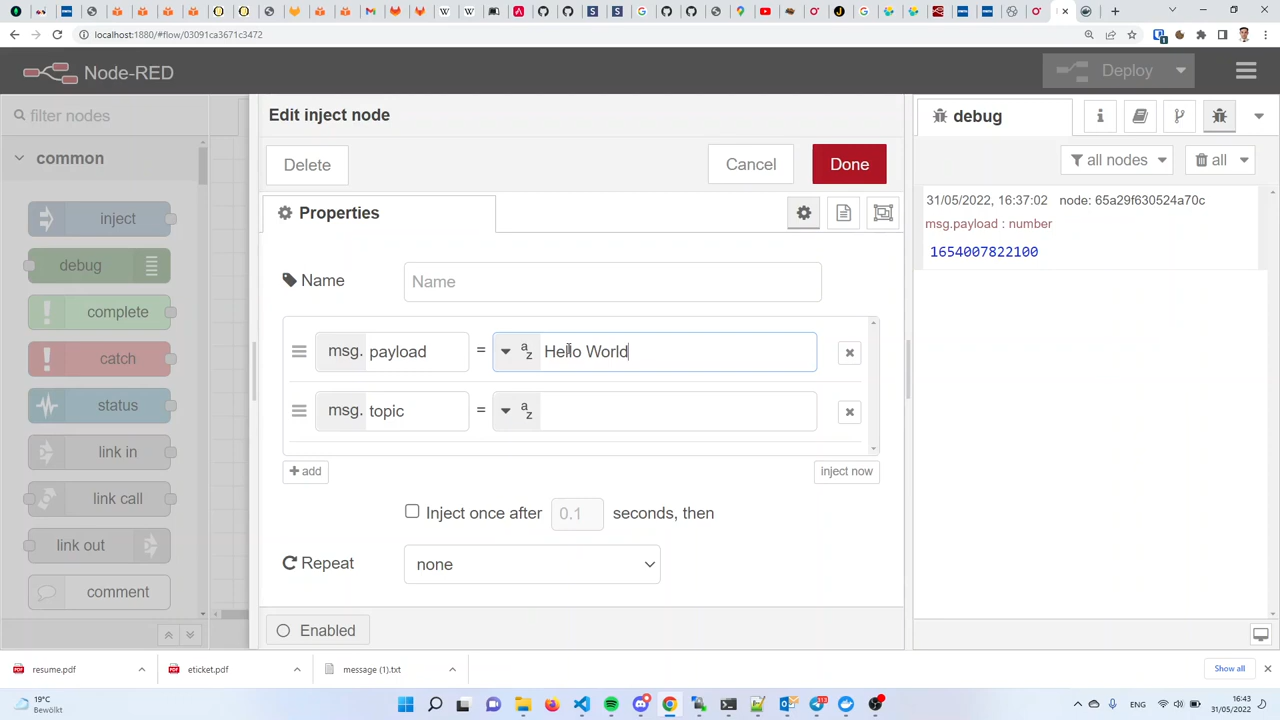 localhost:1880/#flow/03091ca3671c3472
Node-RED
Deploy
filter nodes
common
inject
debug
complete
catch
status
link in
link call
link out
comment
Edit inject node
Delete
Cancel
Done
Properties
Name
Name
msg. payload = Hello World
msg. topic =
add
inject now
Inject once after 0.1 seconds, then
Repeat
none
Enabled
debug
all nodes
all
31/05/2022, 16:37:02 node: 65a29f630524a70c
msg.payload : number
1654007822100
resume.pdf
eticket.pdf
message (1).txt
Show all
19°C
Bewölkt
ENG
16:43
31/05/2022